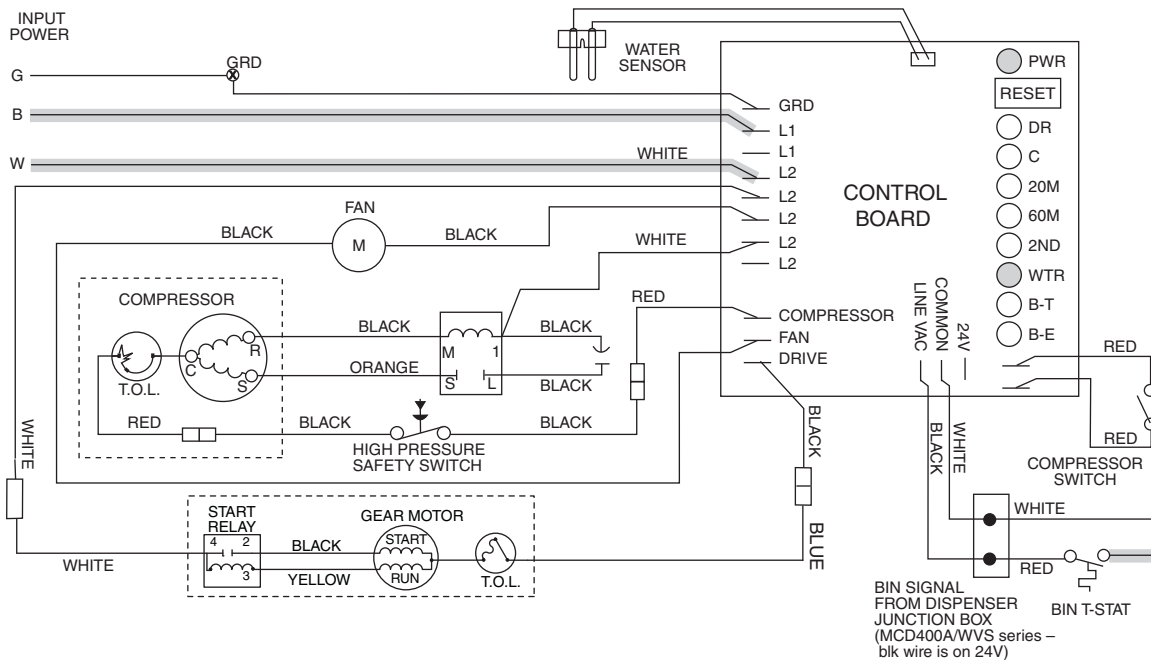 INPUT
POWER
G
GRD
B
W
WHITE
WATER
SENSOR
GRD
L1
L1
L2
L2
L2
L2
L2
CONTROL
BOARD
PWR
RESET
DR
C
20M
60M
2ND
WTR
B-T
B-E
FAN
M
BLACK
BLACK
WHITE
RED
COMPRESSOR
FAN
DRIVE
LINE VAC
COMMON
24V
COMPRESSOR
T.O.L.
C
R
S
BLACK
ORANGE
M
1
S
L
BLACK
BLACK
RED
BLACK
BLACK
HIGH PRESSURE
SAFETY SWITCH
WHITE
WHITE
START
RELAY
4
2
3
BLACK
YELLOW
GEAR MOTOR
START
RUN
T.O.L.
BLACK
BLUE
BLACK
WHITE
RED
RED
COMPRESSOR
SWITCH
WHITE
RED
BIN T-STAT
BIN SIGNAL
FROM DISPENSER
JUNCTION BOX
(MCD400A/WVS series –
blk wire is on 24V)